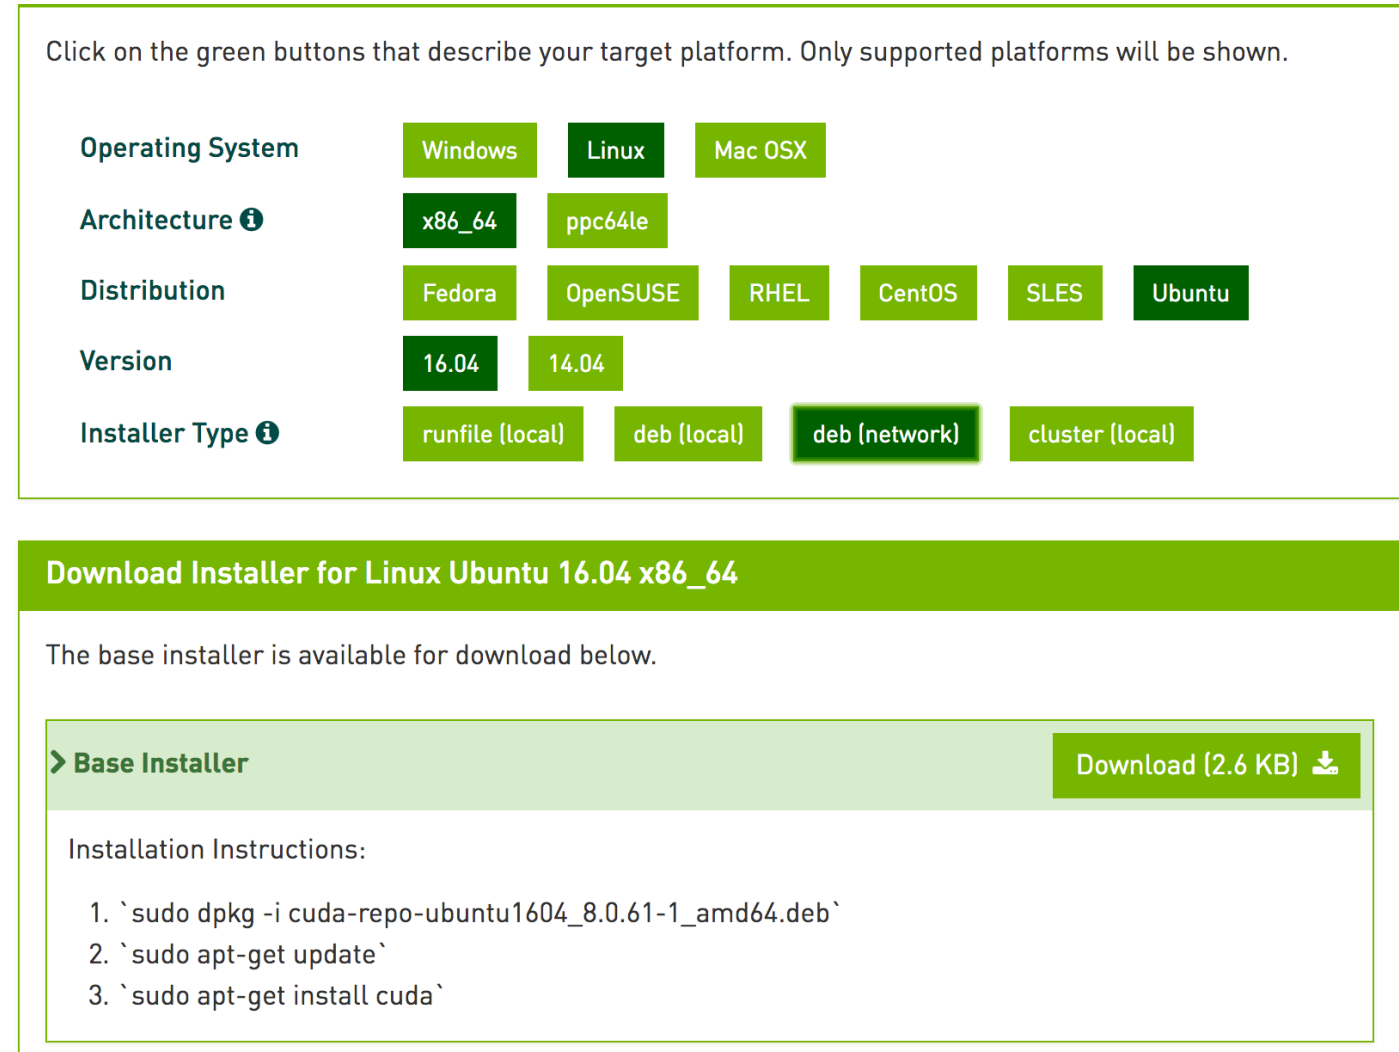 Click on the green buttons that describe your target platform. Only supported platforms will be shown.
Operating System Windows Linux Mac OSX
Architecture x86_64 ppc64le
Distribution Fedora OpenSUSE RHEL CentOS SLES Ubuntu
Version 16.04 14.04
Installer Type runfile (local) deb (local) deb (network) cluster (local)
Download Installer for Linux Ubuntu 16.04 x86_64
The base installer is available for download below.
Base Installer Download (2.6 KB)
Installation Instructions:
1. `sudo dpkg -i cuda-repo-ubuntu1604_8.0.61-1_amd64.deb`
2. `sudo apt-get update`
3. `sudo apt-get install cuda`